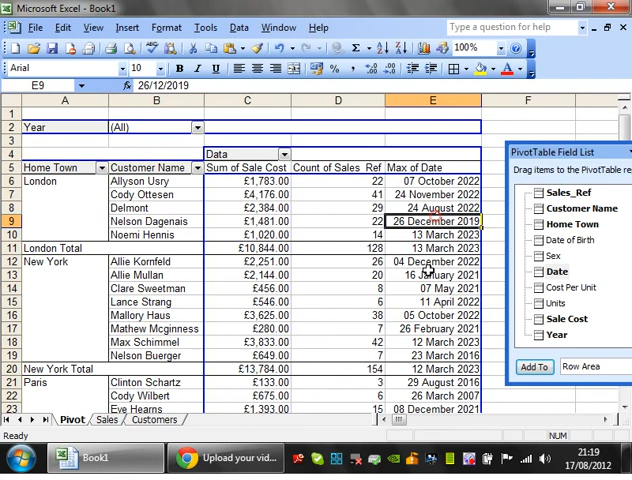 Microsoft Excel - Book1
File Edit View Insert Format Tools Data Window Help
Type a question for help
100%
Arial 10 B I U
E9 26/12/2019
A B C D E F
1
2 Year (All)
3
4 Data
5 Home Town Customer Name Sum of Sale Cost Count of Sales Ref Max of Date
6 London Allyson Usry £1,783.00 22 07 October 2022
7 Cody Ottesen £4,176.00 41 24 November 2022
8 Delmont £2,384.00 29 24 August 2022
9 Nelson Dagenais £1,481.00 22 26 December 2019
10 Noemi Hennis £1,020.00 14 13 March 2023
11 London Total £10,844.00 128 13 March 2023
12 New York Allie Kornfeld £2,251.00 26 04 December 2022
13 Allie Mullan £2,144.00 20 16 January 2021
14 Clare Sweetman £456.00 8 07 May 2021
15 Lance Strang £546.00 6 11 April 2022
16 Mallory Haus £3,625.00 38 05 October 2022
17 Mathew Mcginness £280.00 7 26 February 2021
18 Max Schimmel £3,833.00 42 12 March 2023
19 Nelson Buerger £649.00 7 23 March 2016
20 New York Total £13,784.00 154 12 March 2023
21 Paris Clinton Schartz £133.00 3 29 August 2016
22 Cody Wilbert £675.00 6 26 March 2007
23 Eve Hearns £1,393.00 15 08 December 2021
PivotTable Field List
Drag items to the PivotTable re
Sales_Ref
Customer Name
Home Town
Date of Birth
Sex
Date
Cost Per Unit
Units
Sale Cost
Year
Add To Row Area
Pivot Sales Customers
Ready NUM
Book1 Upload your vid... 21:19
17/08/2012